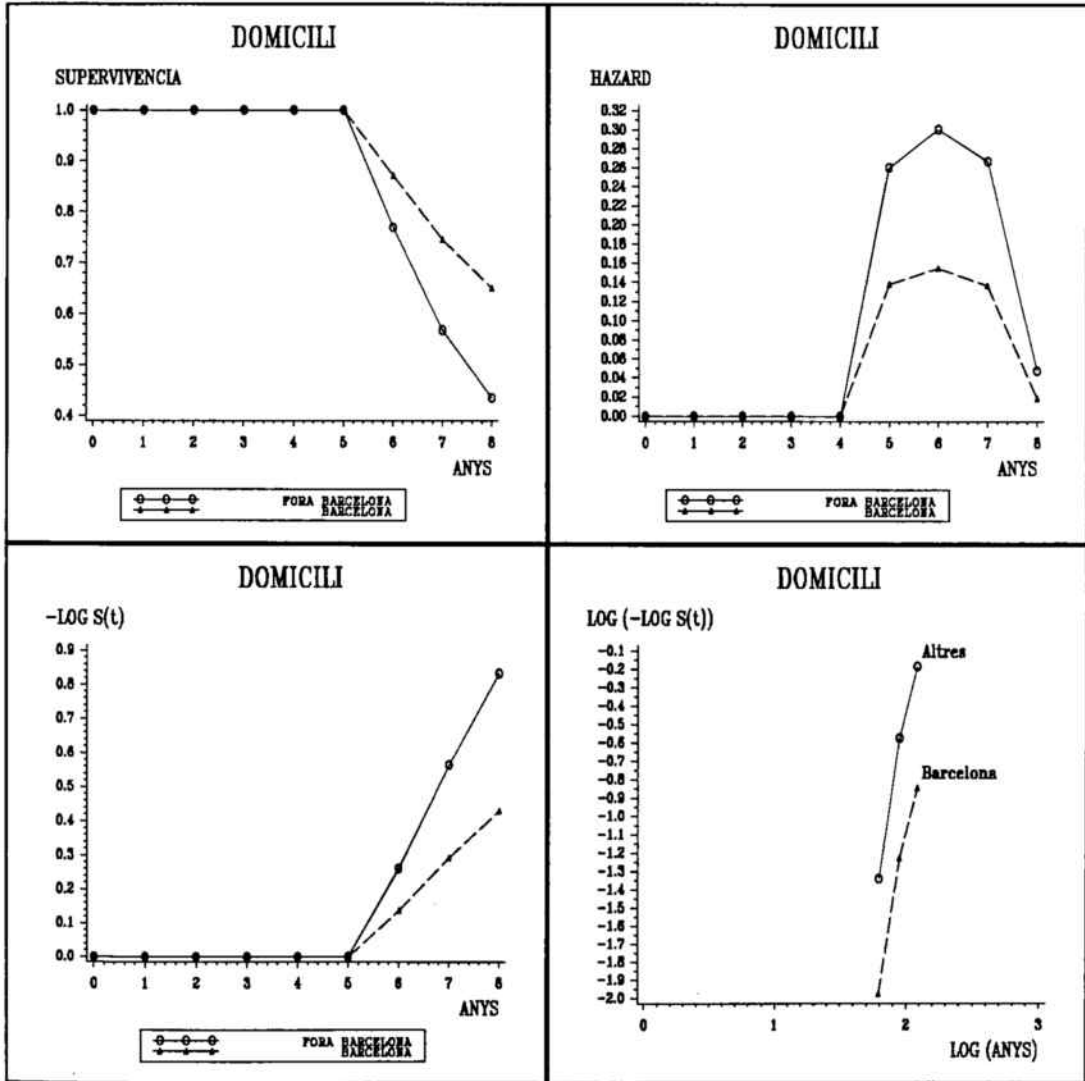 DOMICILI
SUPERVIVENCIA
1.0
0.9
0.8
0.7
0.6
0.5
0.4
0 1 2 3 4 5 6 7 8
ANYS
FORA BARCELONA
BARCELONA
DOMICILI
HAZARD
0.32
0.30
0.28
0.26
0.24
0.22
0.20
0.18
0.16
0.14
0.12
0.10
0.08
0.06
0.04
0.02
0.00
0 1 2 3 4 5 6 7 8
ANYS
FORA BARCELONA
BARCELONA
DOMICILI
-LOG S(t)
0.9
0.8
0.7
0.6
0.5
0.4
0.3
0.2
0.1
0.0
0 1 2 3 4 5 6 7 8
ANYS
FORA BARCELONA
BARCELONA
DOMICILI
LOG (-LOG S(t))
-0.1
-0.2
-0.3
-0.4
-0.5
-0.6
-0.7
-0.8
-0.9
-1.0
-1.1
-1.2
-1.3
-1.4
-1.5
-1.6
-1.7
-1.8
-1.9
-2.0
Altres
Barcelona
0 1 2 3
LOG (ANYS)